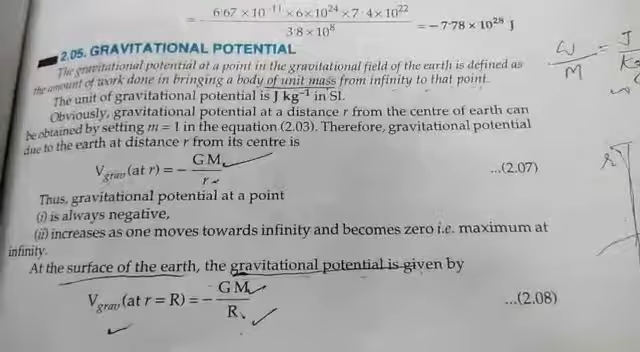 6·67 × 10⁻¹¹ × 6 × 10²⁴ × 7·4 × 10²²
= − ―――――――――― = − 7·78 × 10²⁸ J
3·8 × 10⁸
2.05. GRAVITATIONAL POTENTIAL
The gravitational potential at a point in the gravitational field of the earth is defined as
the amount of work done in bringing a body of unit mass from infinity to that point.
The unit of gravitational potential is J kg⁻¹ in SI.
Obviously, gravitational potential at a distance r from the centre of earth can
be obtained by setting m = 1 in the equation (2.03). Therefore, gravitational potential
due to the earth at distance r from its centre is
V_grav (at r) = − GM/r ...(2.07)
Thus, gravitational potential at a point
(i) is always negative,
(ii) increases as one moves towards infinity and becomes zero i.e. maximum at
infinity.
At the surface of the earth, the gravitational potential is given by
V_grav (at r = R) = − GM/R ...(2.08)
W/M = J